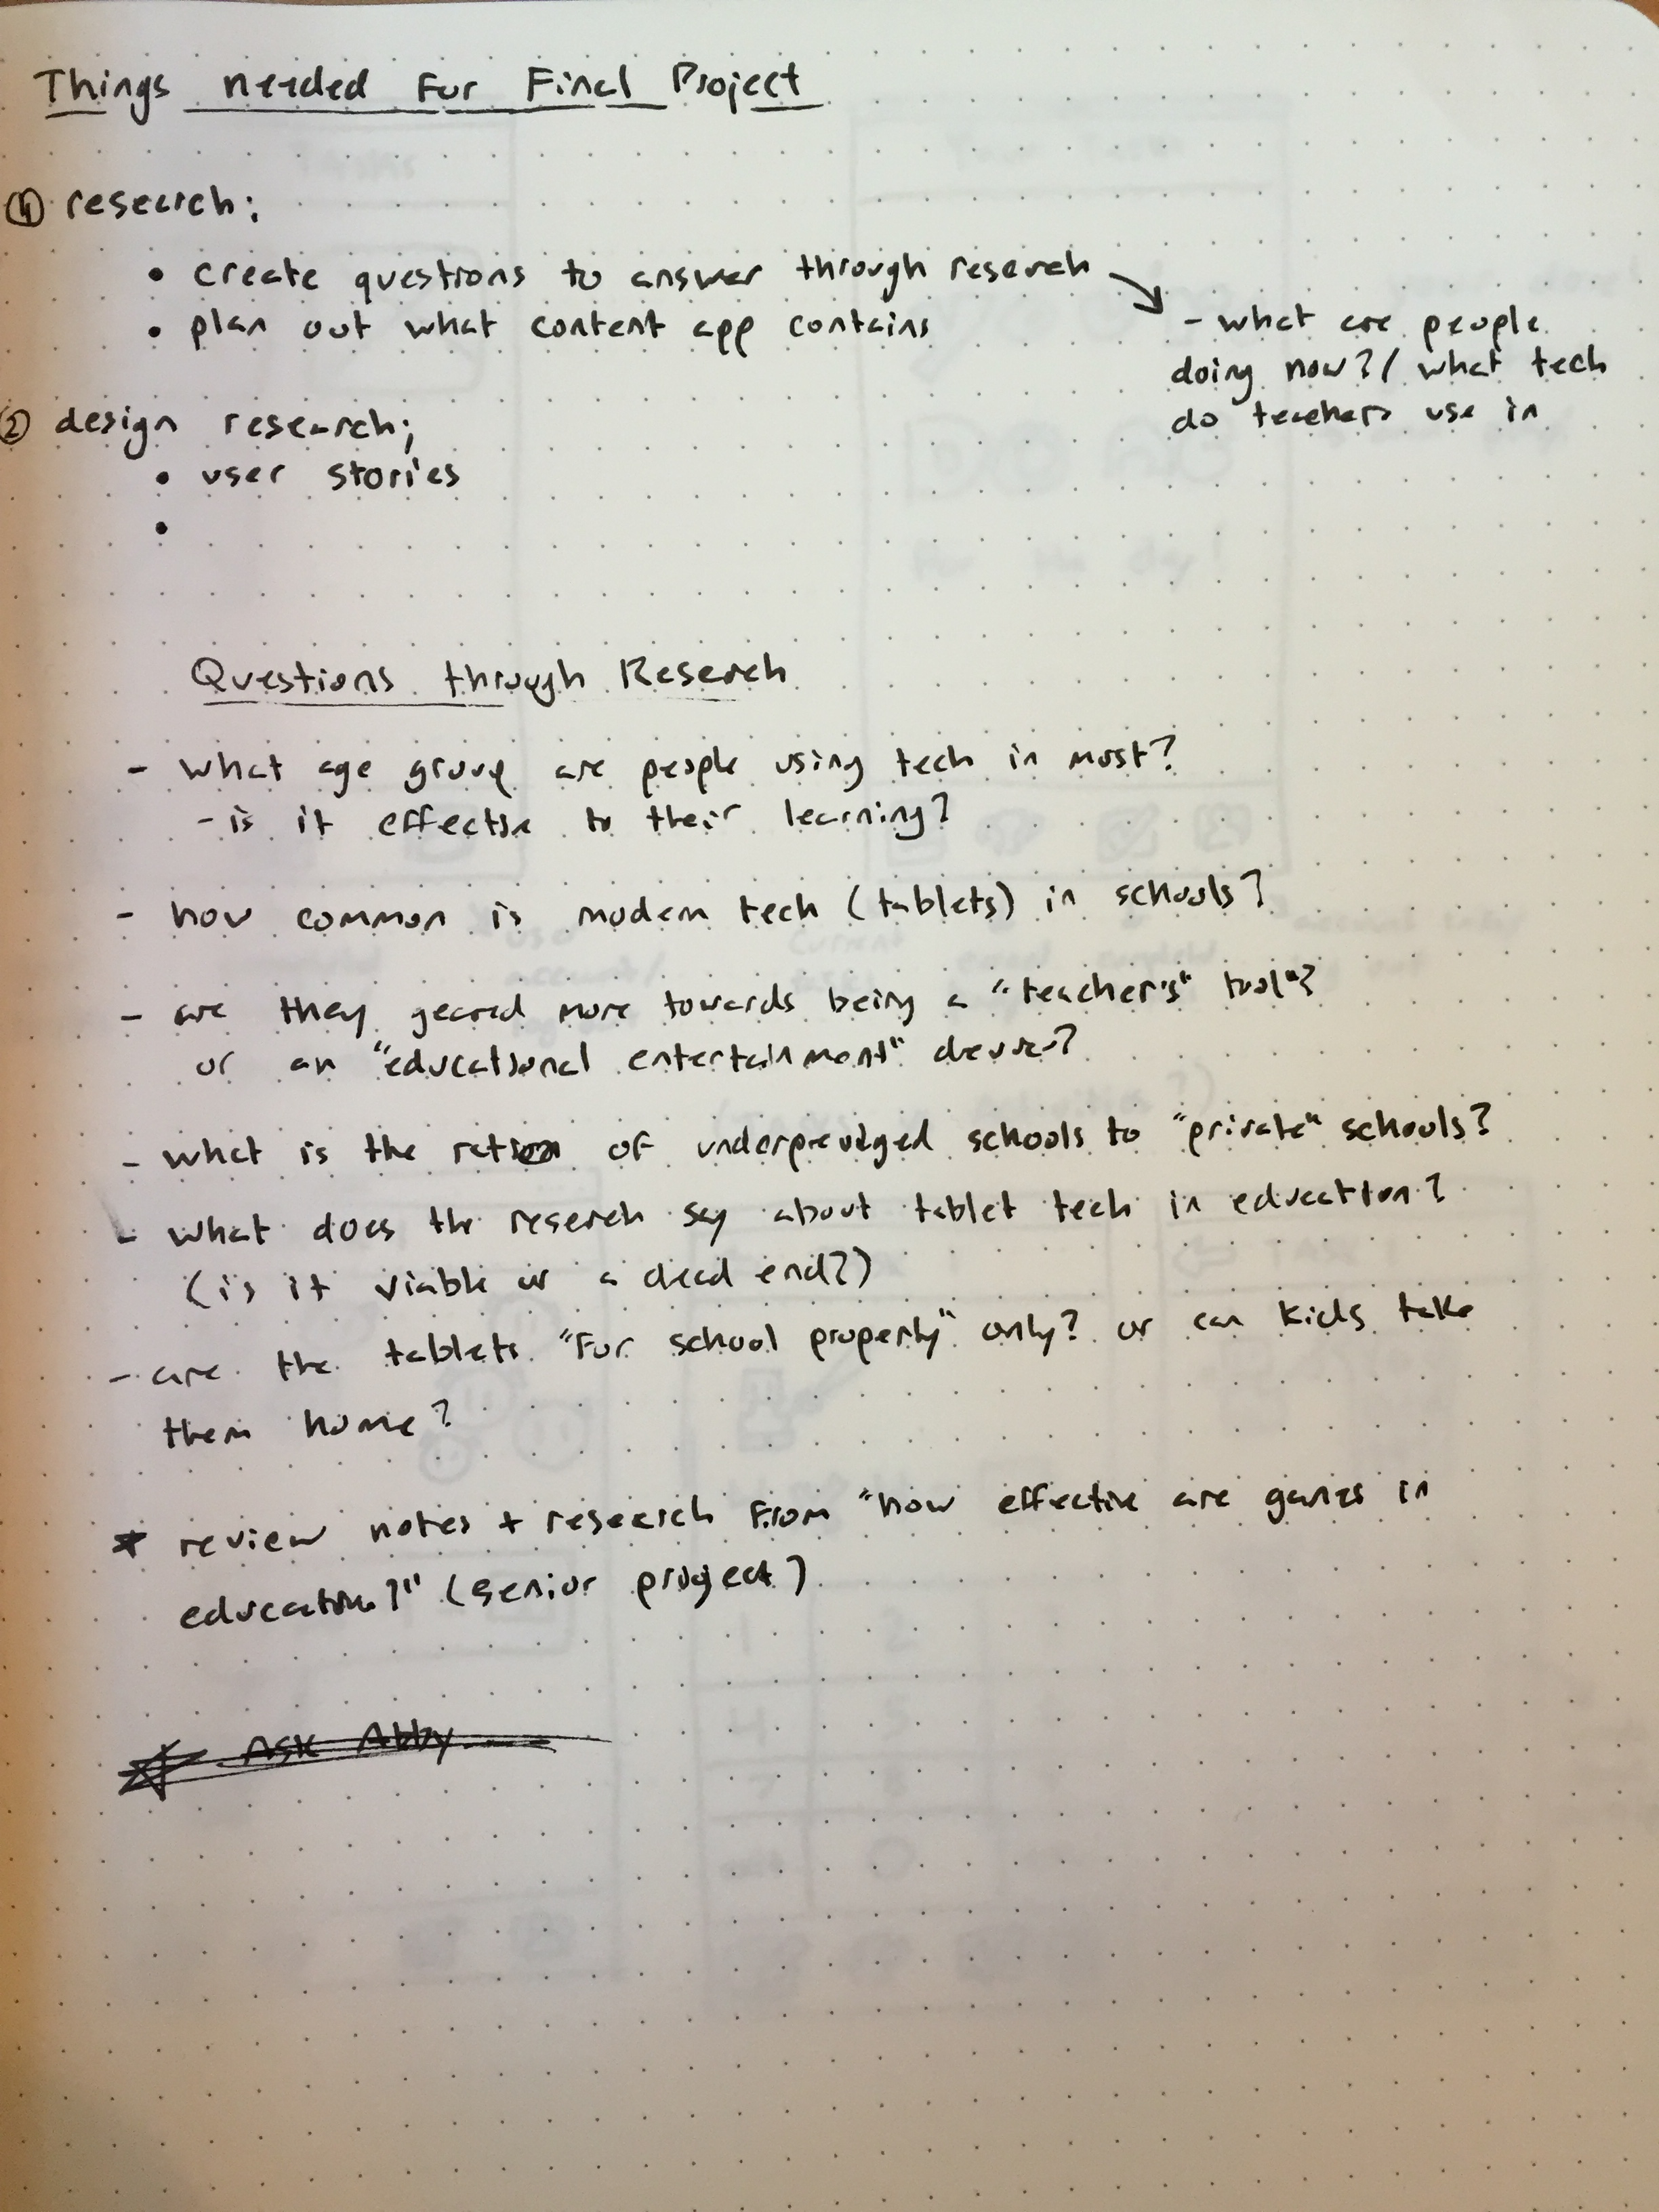 Things needed For Final Project
① research:
• create questions to answer through research
• plan out what content app contains
- what are people
doing now? / what tech
do teachers use in
② design research;
• user stories
•
Questions through Research
- what age group are people using tech in most?
- is it effective to their learning?
- how common is modern tech (tablets) in schools?
- are they geared more towards being a "teacher's" tool"?
or an "educational entertainment" device?
- what is the ratio of schools to "private" schools?
- what does the research say about tablet tech in education?
(is it viable or a dead end?)
- are the tablets "For school property" only? or can kids take
them home?
* review notes + research From "how effective are games in
education?" (senior project)
Ask Abby